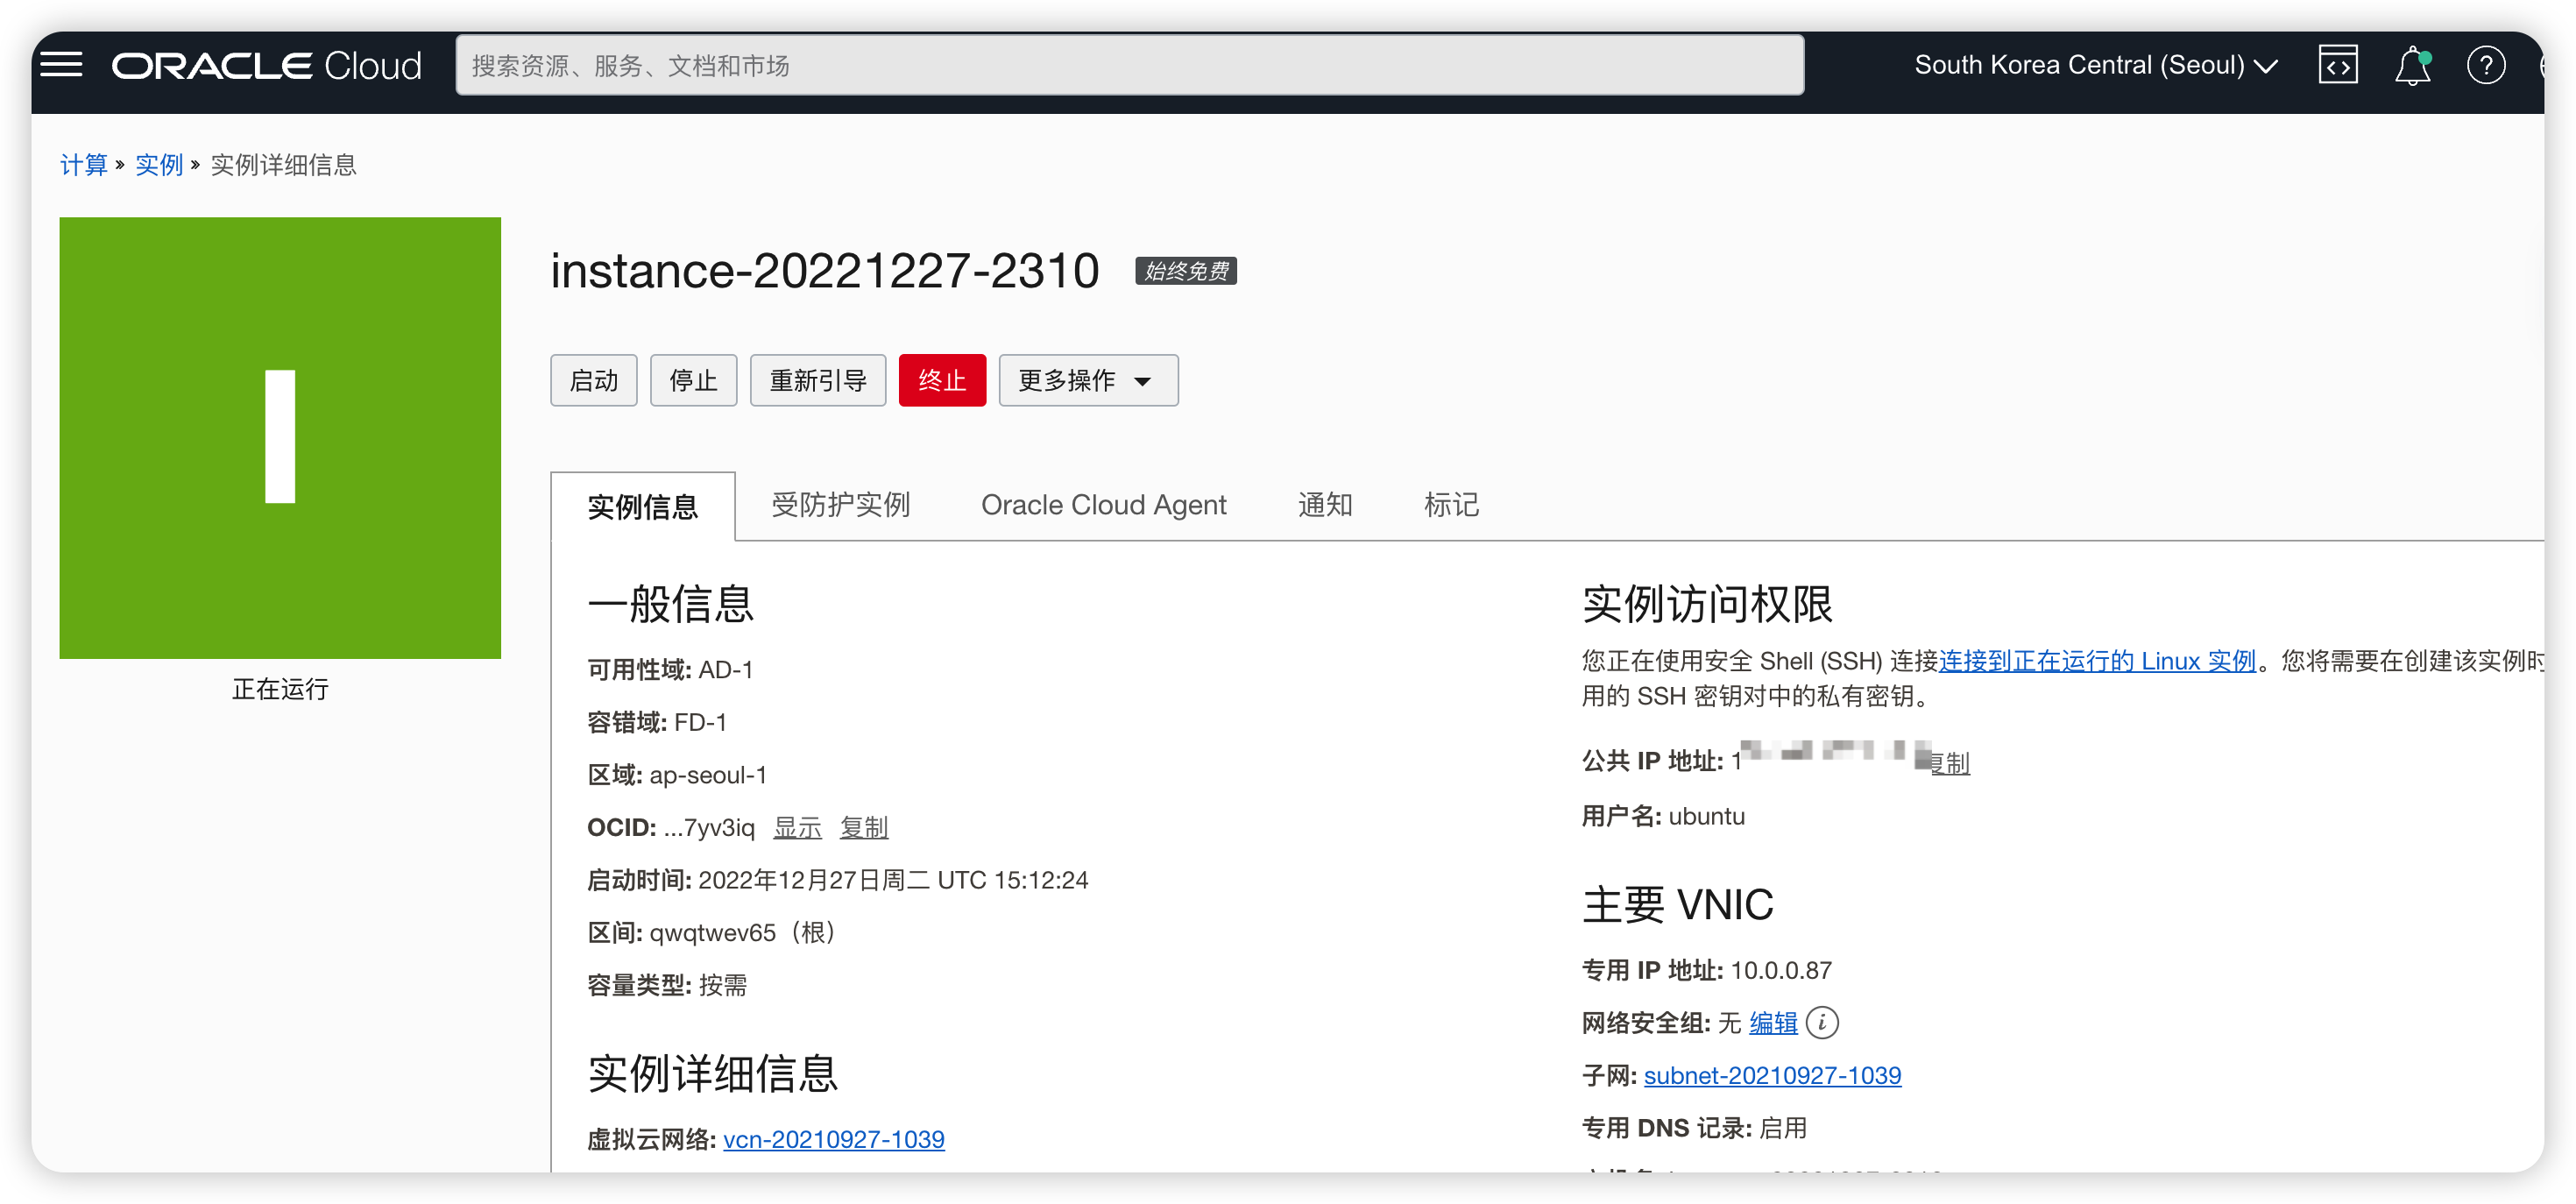 ORACLE Cloud
搜索资源、服务、文档和市场
South Korea Central (Seoul)
计算 » 实例 » 实例详细信息
instance-20221227-2310 始终免费
启动 停止 重新引导 终止 更多操作
正在运行
实例信息 受防护实例 Oracle Cloud Agent 通知 标记
一般信息
可用性域: AD-1
容错域: FD-1
区域: ap-seoul-1
OCID: ...7yv3iq 显示 复制
启动时间: 2022年12月27日周二 UTC 15:12:24
区间: qwqtwev65（根）
容量类型: 按需
实例详细信息
虚拟云网络: vcn-20210927-1039
实例访问权限
您正在使用安全 Shell (SSH) 连接连接到正在运行的 Linux 实例。您将需要在创建该实例时
用的 SSH 密钥对中的私有密钥。
公共 IP 地址: 1 复制
用户名: ubuntu
主要 VNIC
专用 IP 地址: 10.0.0.87
网络安全组: 无 编辑
子网: subnet-20210927-1039
专用 DNS 记录: 启用